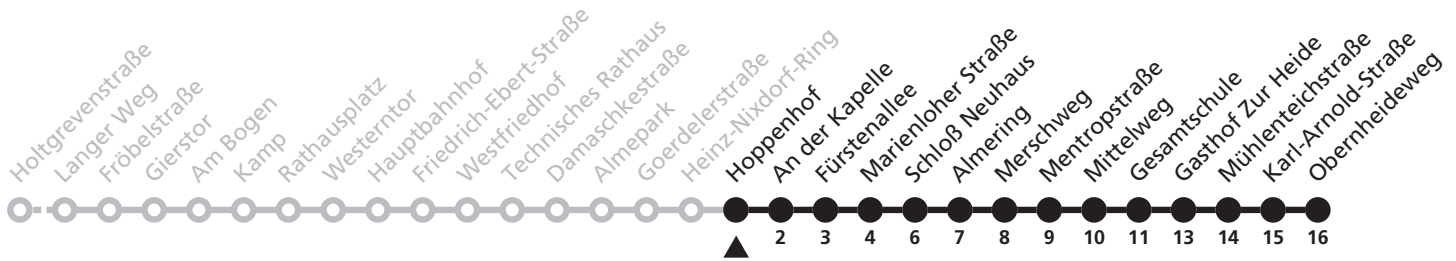 Holtgrevenstraße
Langer Weg
Fröbelstraße
Gierstor
Am Bogen
Kamp
Rathausplatz
Westerntor
Hauptbahnhof
Friedrich-Ebert-Straße
Westfriedhof
Technisches Rathaus
Damaschkestraße
Almepark
Goerdelerstraße
Heinz-Nixdorf-Ring
Hoppenhof
An der Kapelle
Fürstenallee
Marienloher Straße
Schloß Neuhaus
Almering
Merschweg
Mentropstraße
Mittelweg
Gesamtschule
Gasthof Zur Heide
Mühlenteichstraße
Karl-Arnold-Straße
Obernheideweg
2 3 4 6 7 8 9 10 11 13 14 15 16